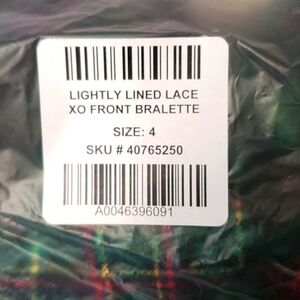 LIGHTLY LINED LACE
XO FRONT BRALETTE
SIZE: 4
SKU # 40765250
A0046396091